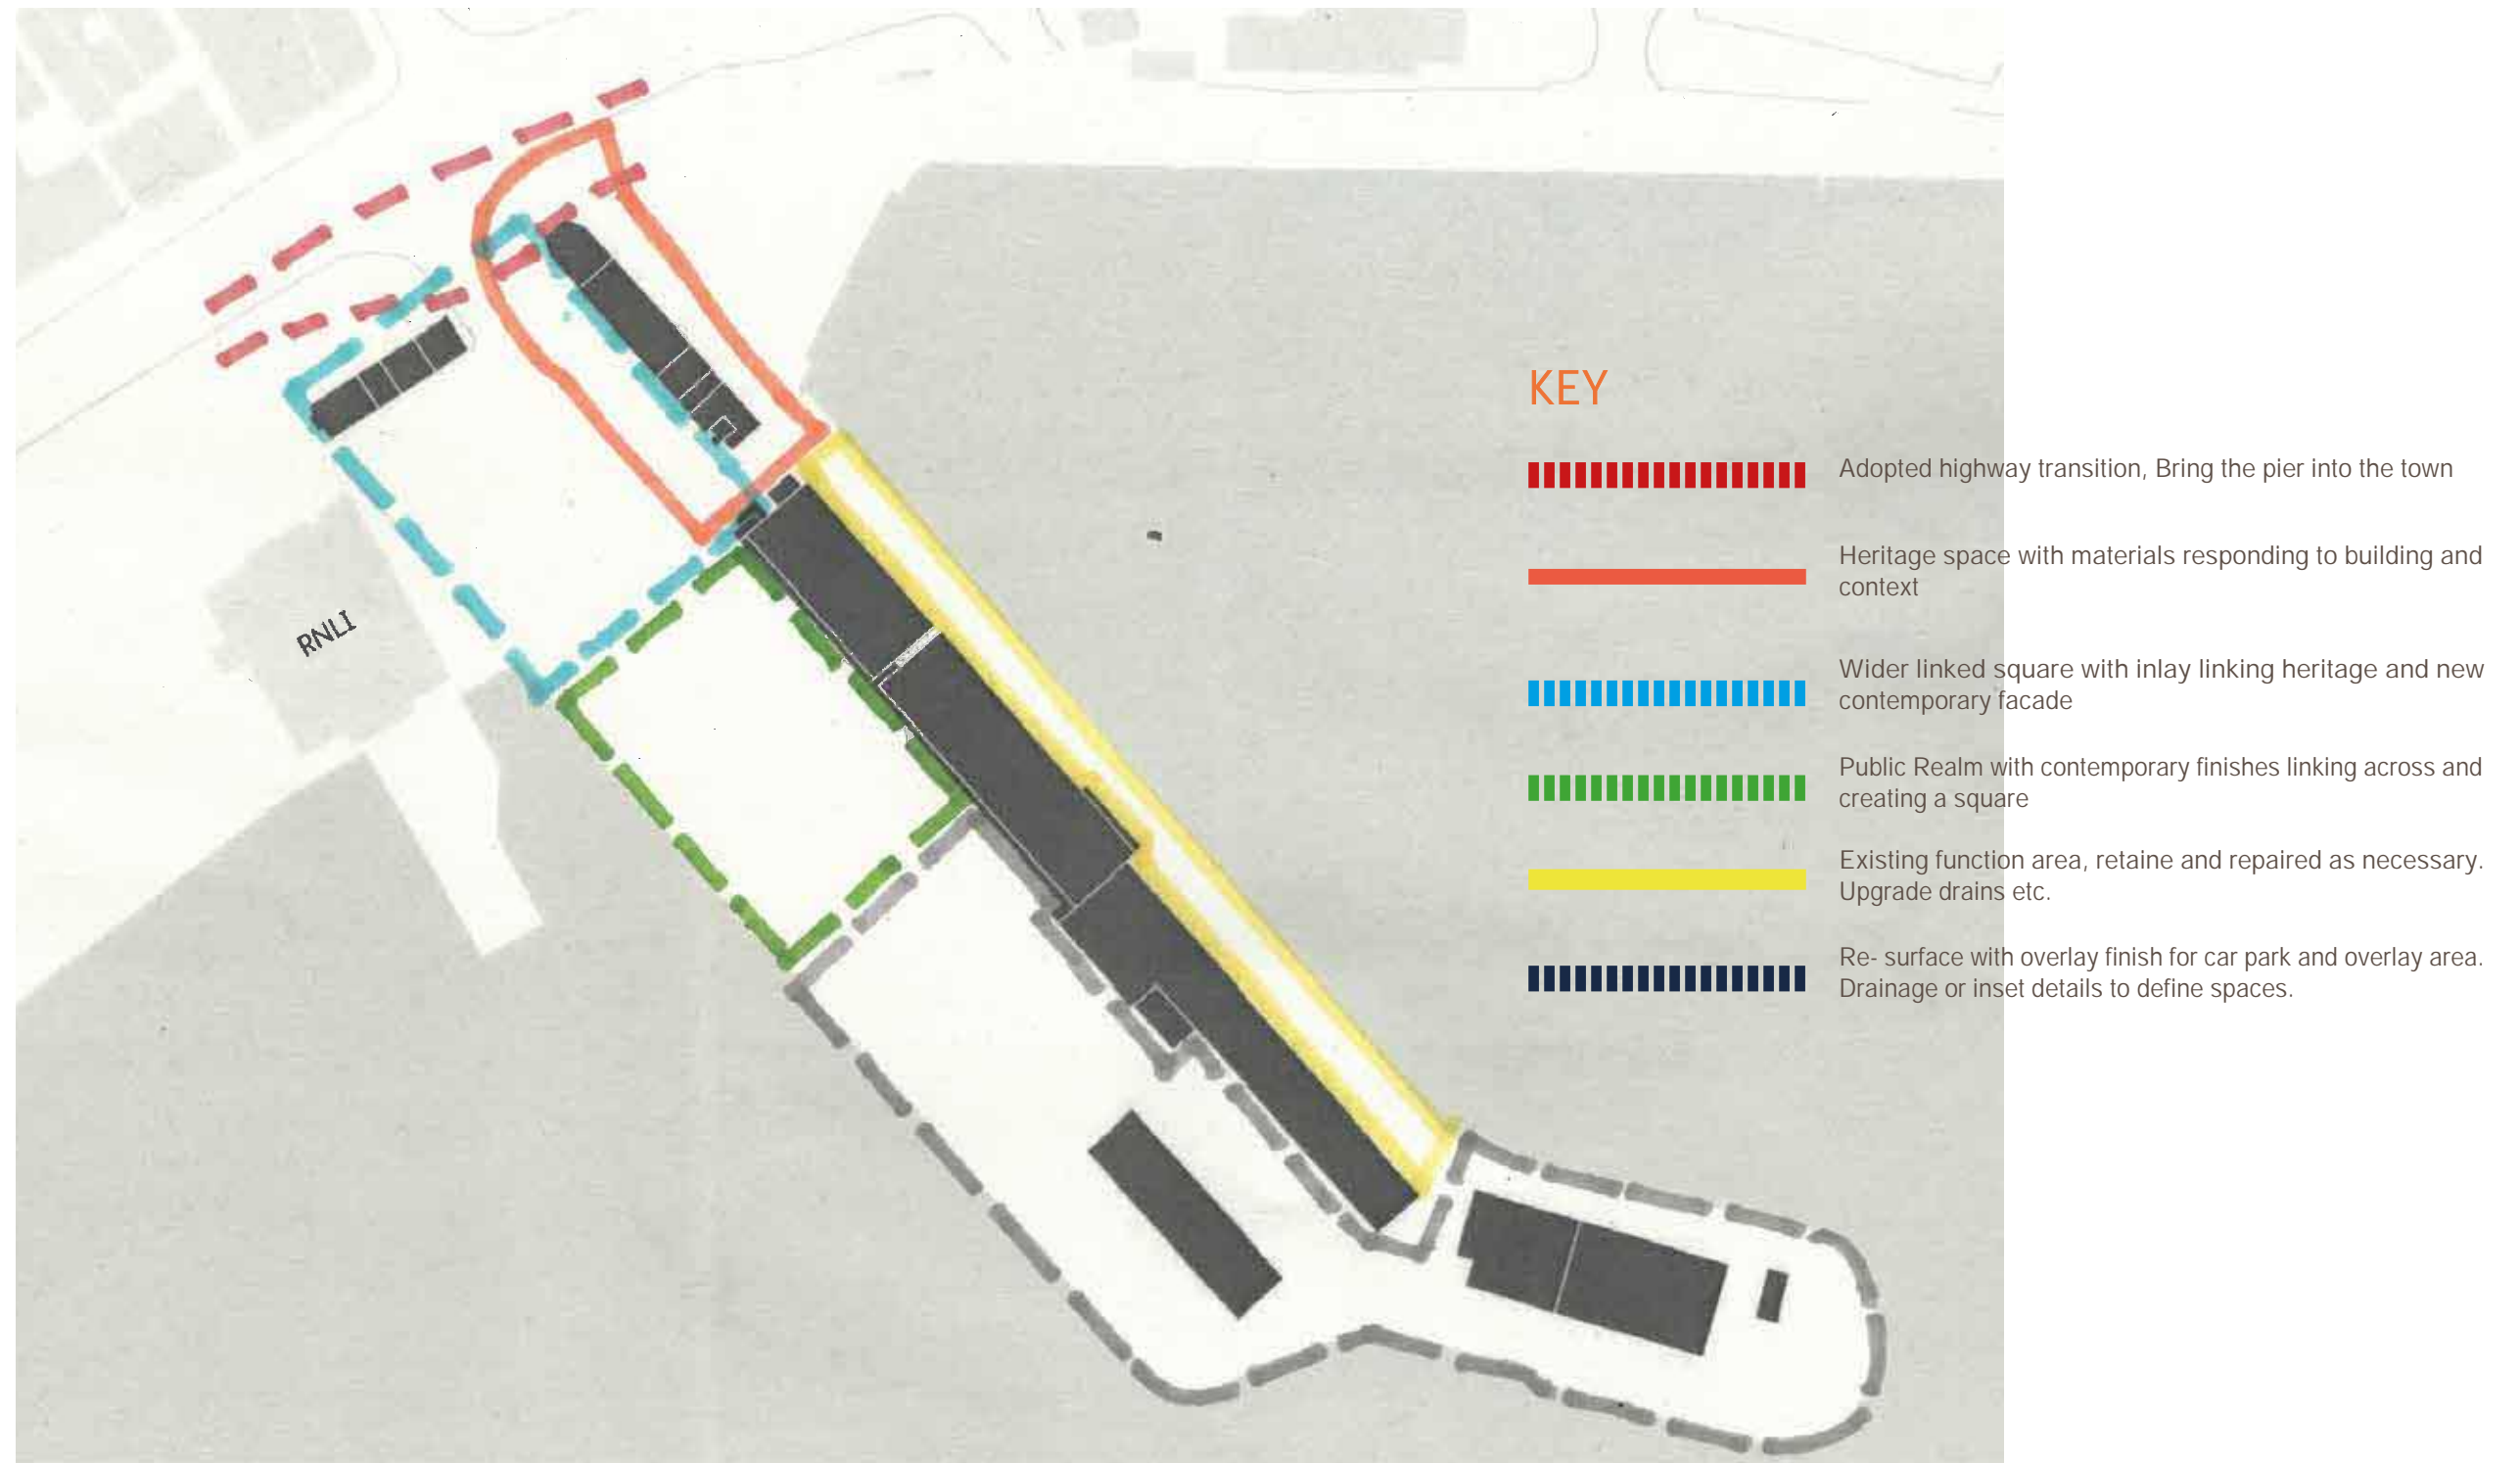 RNLI
KEY
Adopted highway transition, Bring the pier into the town
Heritage space with materials responding to building and
context
Wider linked square with inlay linking heritage and new
contemporary facade
Public Realm with contemporary finishes linking across and
creating a square
Existing function area, retaine and repaired as necessary.
Upgrade drains etc.
Re- surface with overlay finish for car park and overlay area.
Drainage or inset details to define spaces.